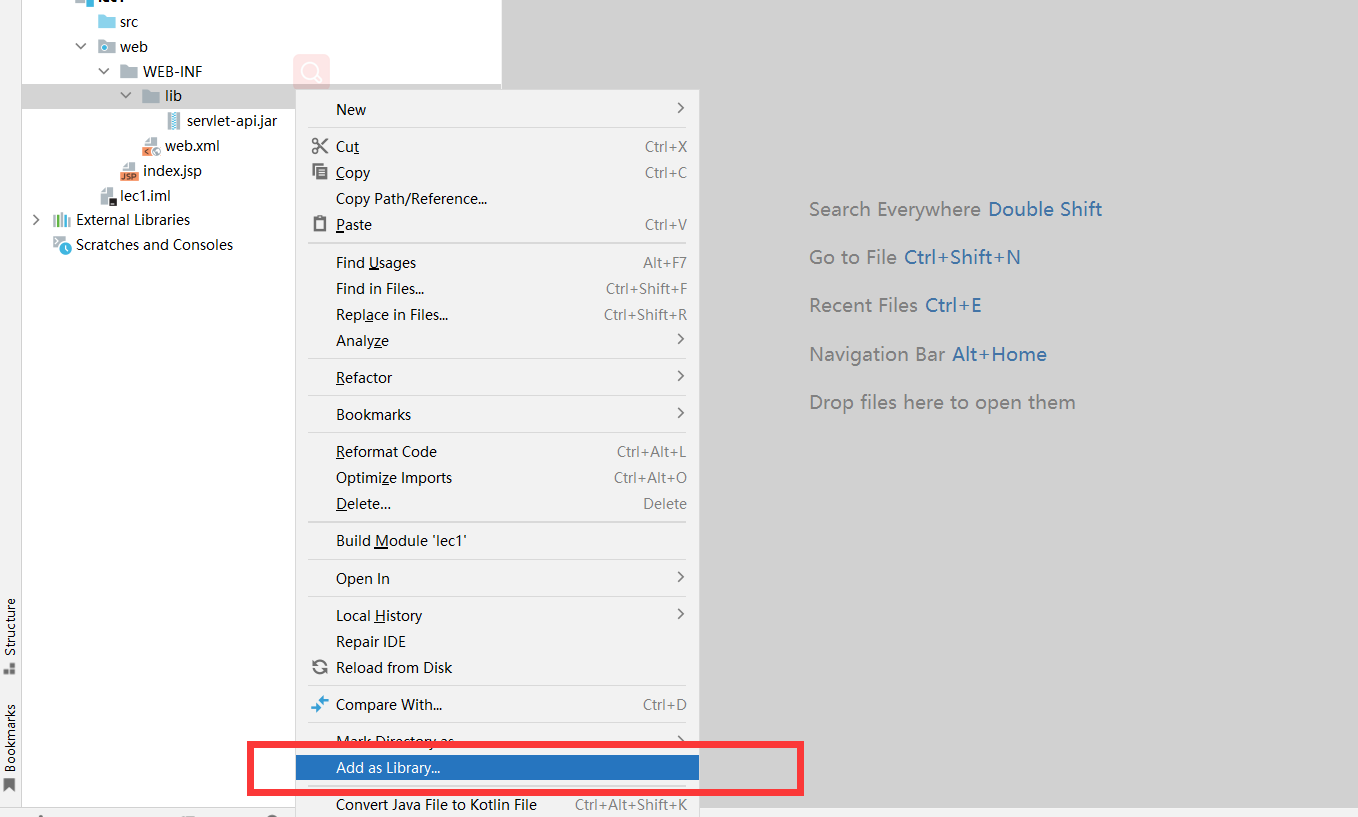 lec1
src
web
WEB-INF
lib
servlet-api.jar
web.xml
index.jsp
lec1.iml
External Libraries
Scratches and Consoles
Structure
Bookmarks
New
Cut Ctrl+X
Copy Ctrl+C
Copy Path/Reference...
Paste Ctrl+V
Find Usages Alt+F7
Find in Files... Ctrl+Shift+F
Replace in Files... Ctrl+Shift+R
Analyze
Refactor
Bookmarks
Reformat Code Ctrl+Alt+L
Optimize Imports Ctrl+Alt+O
Delete... Delete
Build Module 'lec1'
Open In
Local History
Repair IDE
Reload from Disk
Compare With... Ctrl+D
Mark Directory as
Add as Library...
Convert Java File to Kotlin File Ctrl+Alt+Shift+K
Search Everywhere Double Shift
Go to File Ctrl+Shift+N
Recent Files Ctrl+E
Navigation Bar Alt+Home
Drop files here to open them